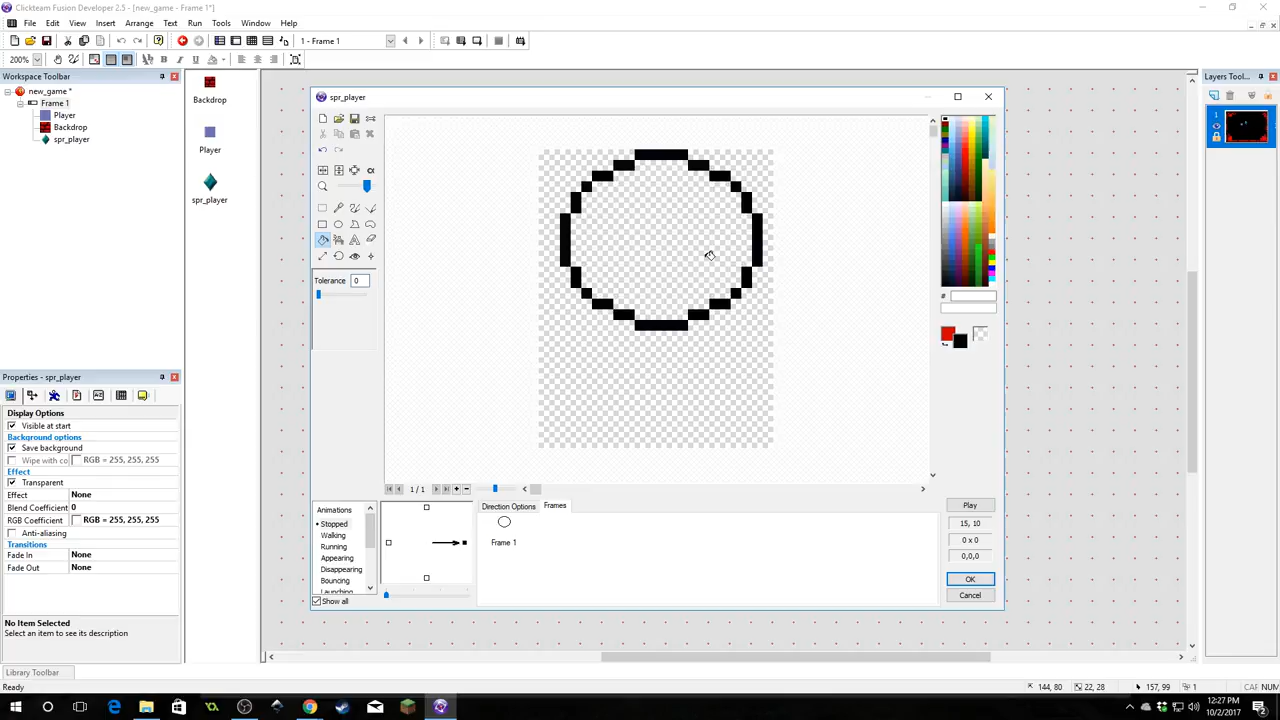 Clickteam Fusion Developer 2.5 - [new_game - Frame 1*]
File Edit View Insert Arrange Text Run Tools Window Help
1 - Frame 1
200%
Workspace Toolbar
new_game *
Frame 1
Player
Backdrop
spr_player
Backdrop
Player
spr_player
spr_player
Tolerance 0
#
Layers Tool...
1
Properties - spr_player
Display Options
Visible at start
Background options
Save background
Wipe with co RGB = 255, 255, 255
Effect
Transparent
Effect None
Blend Coefficient 0
RGB Coefficient RGB = 255, 255, 255
Anti-aliasing
Transitions
Fade In None
Fade Out None
No Item Selected
Select an item to see its description
Library Toolbar
1 / 1
Animations
Stopped
Walking
Running
Appearing
Disappearing
Bouncing
Launching
Show all
Direction Options Frames
Frame 1
Play
15, 10
0 x 0
0,0,0
OK
Cancel
Ready
144, 80 22, 28 157, 99 1 CAP NUM
12:27 PM
10/2/2017
2